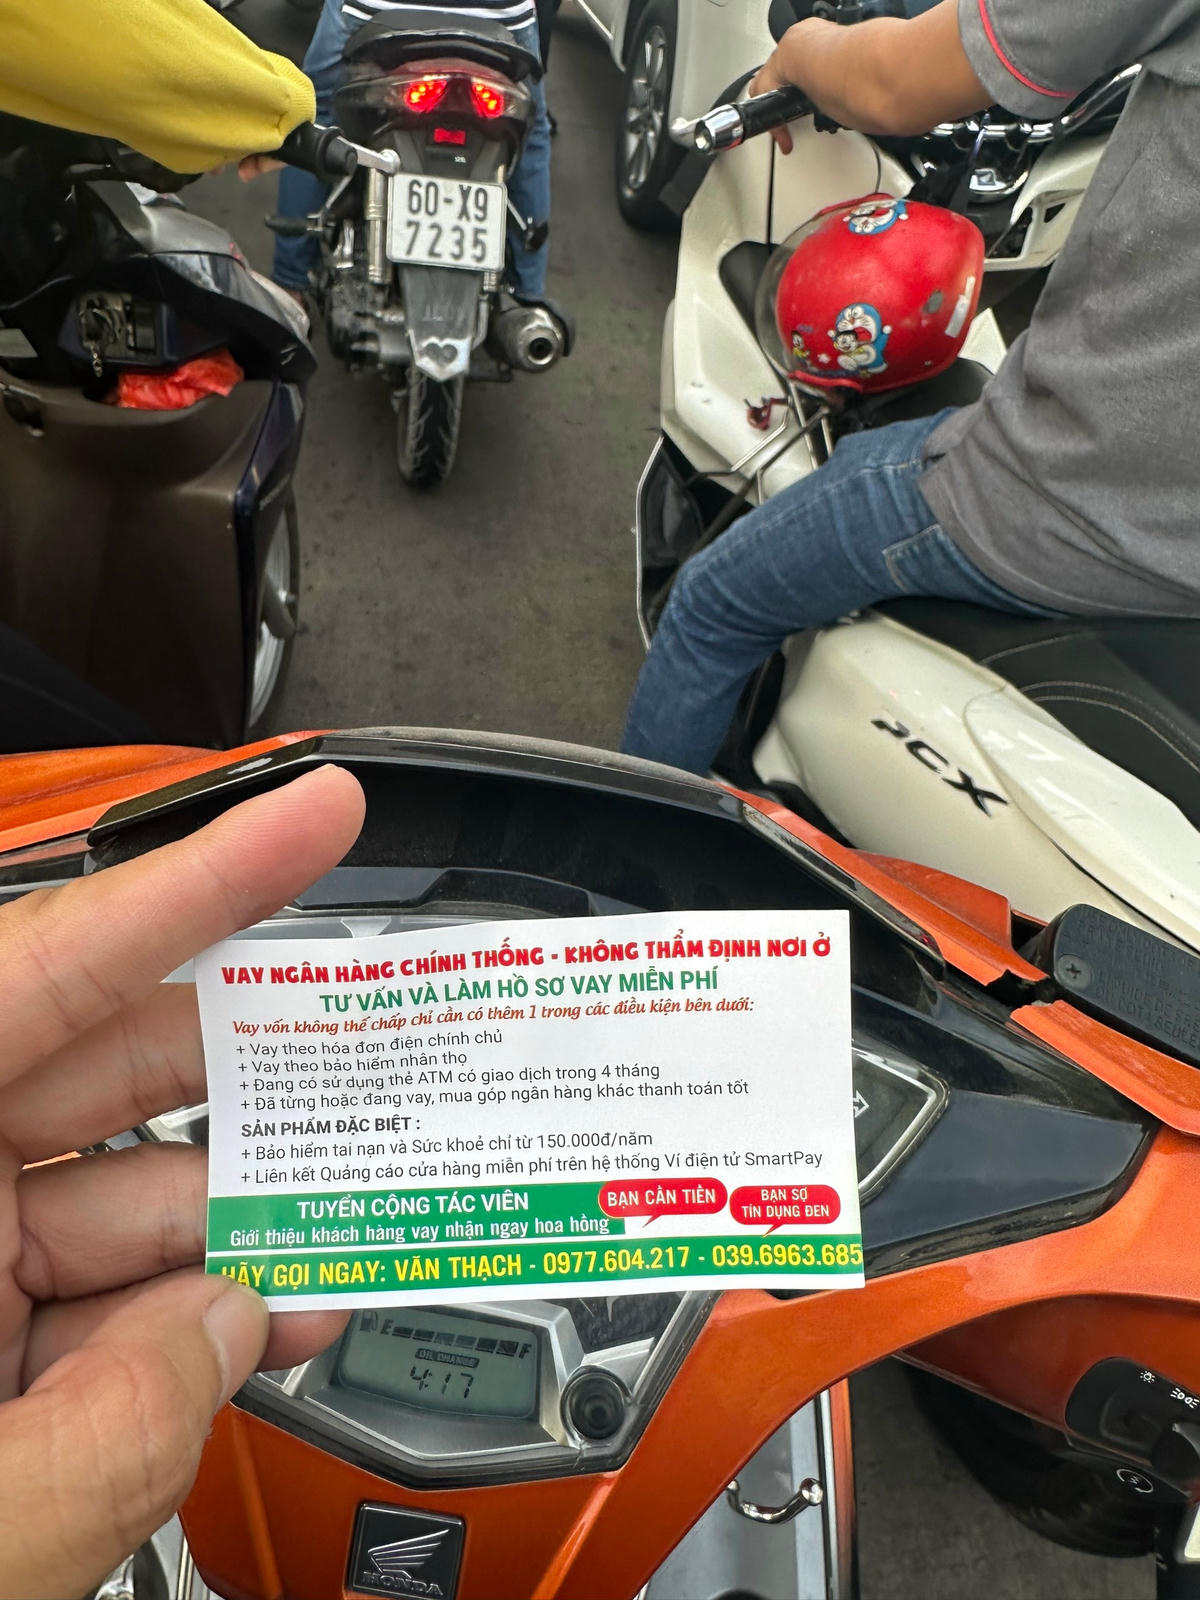 60-X9
7235
PCX
VAY NGÂN HÀNG CHÍNH THỐNG - KHÔNG THẨM ĐỊNH NƠI Ở
TƯ VẤN VÀ LÀM HỒ SƠ VAY MIỄN PHÍ
Vay vốn không thế chấp chỉ cần có thêm 1 trong các điều kiện bên dưới:
+ Vay theo hóa đơn điện chính chủ
+ Vay theo bảo hiểm nhân thọ
+ Đang có sử dụng thẻ ATM có giao dịch trong 4 tháng
+ Đã từng hoặc đang vay, mua góp ngân hàng khác thanh toán tốt
SẢN PHẨM ĐẶC BIỆT :
+ Bảo hiểm tai nạn và Sức khoẻ chỉ từ 150.000đ/năm
+ Liên kết Quảng cáo cửa hàng miễn phí trên hệ thống Ví điện tử SmartPay
TUYỂN CỘNG TÁC VIÊN
Giới thiệu khách hàng vay nhận ngay hoa hồng
BẠN CẦN TIỀN
BẠN SỢ
TÍN DỤNG ĐEN
HÃY GỌI NGAY: VĂN THẠCH - 0977.604.217 - 039.6963.685
E F
OIL CHANGE
4:17
HONDA